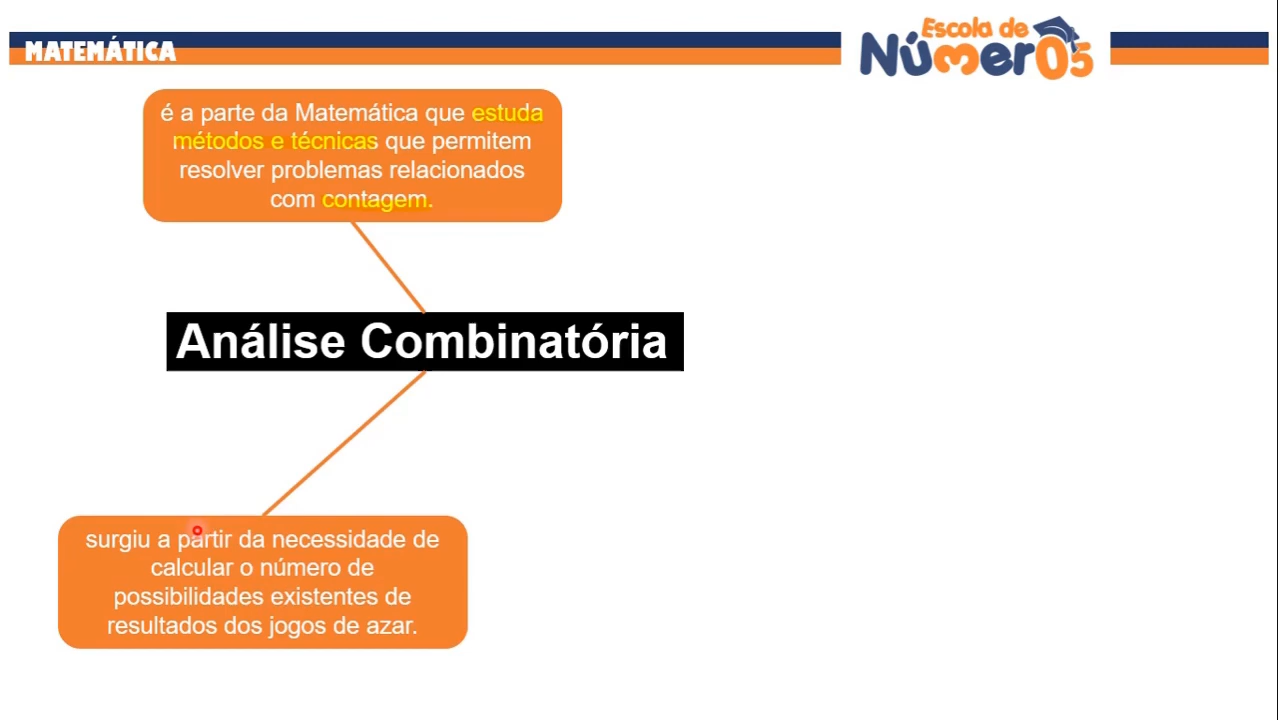 MATEMÁTICA
Escola de
Númer05
é a parte da Matemática que estuda
métodos e técnicas que permitem
resolver problemas relacionados
com contagem.
Análise Combinatória
surgiu a partir da necessidade de
calcular o número de
possibilidades existentes de
resultados dos jogos de azar.